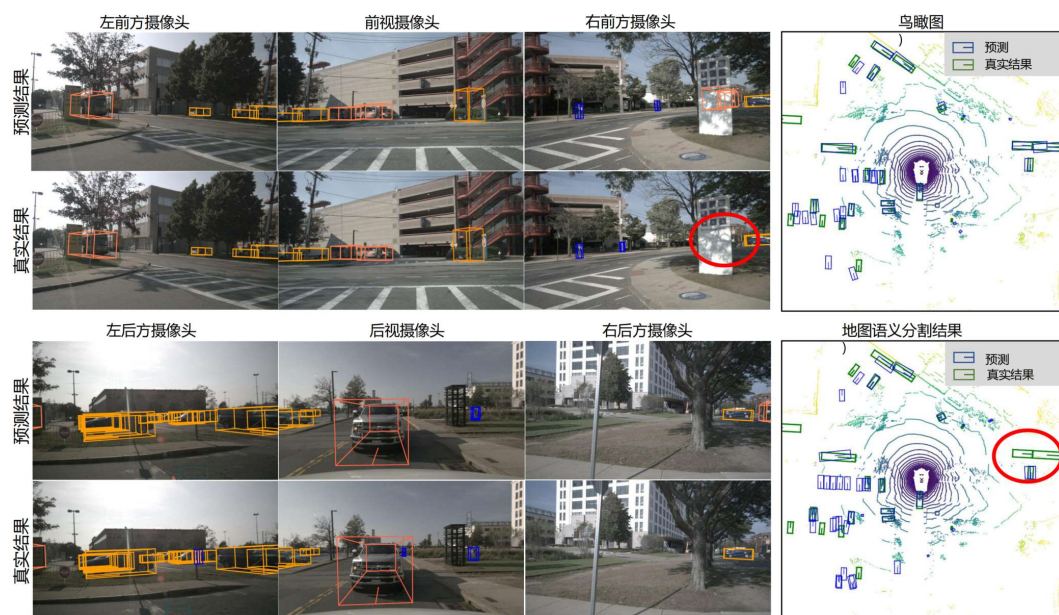 左前方摄像头
前视摄像头
右前方摄像头
鸟瞰图
预测结果
真实结果
预测
真实结果
左后方摄像头
后视摄像头
右后方摄像头
地图语义分割结果
预测结果
真实结果
预测
真实结果